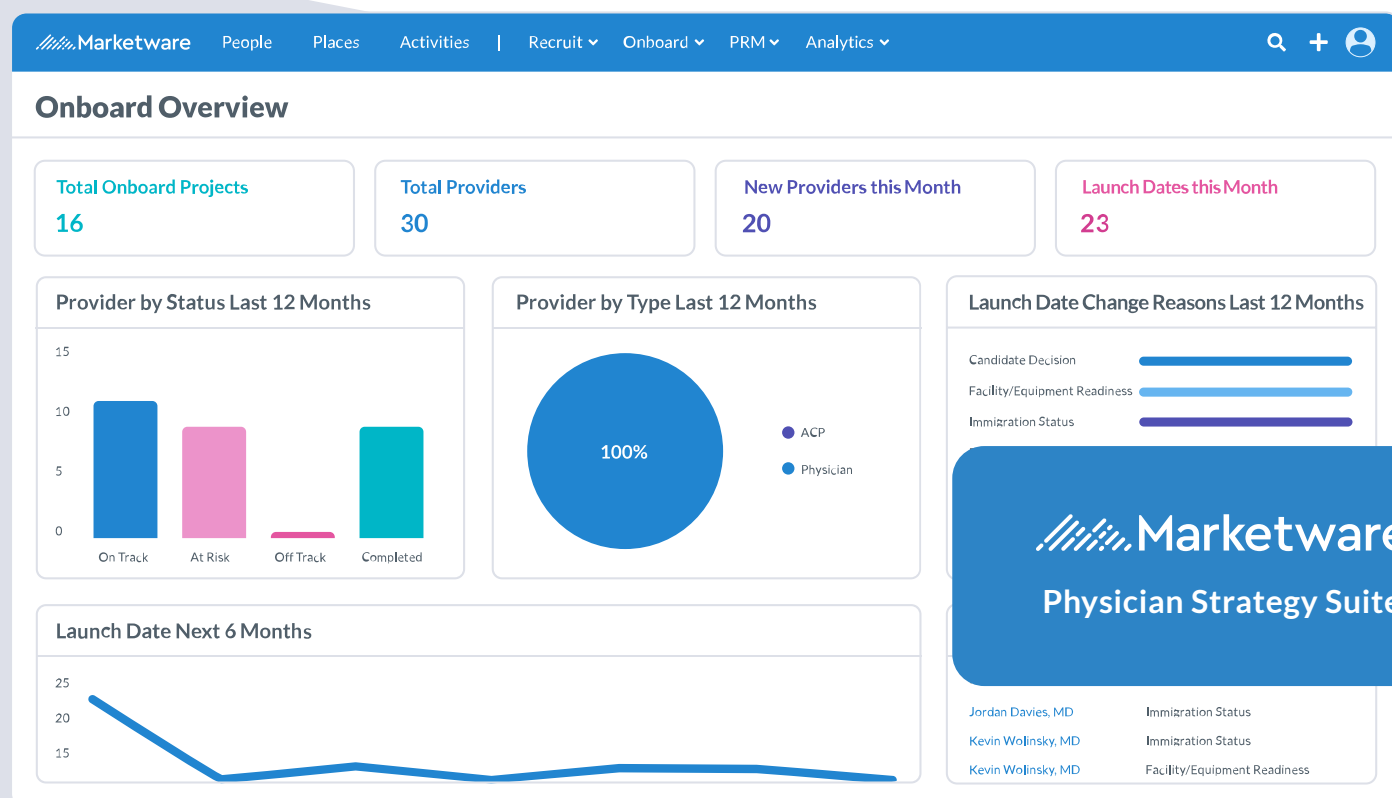 Marketware People Places Activities | Recruit Onboard PRM Analytics
Onboard Overview
Total Onboard Projects
16
Total Providers
30
New Providers this Month
20
Launch Dates this Month
23
Provider by Status Last 12 Months
15
10
5
0
On Track At Risk Off Track Completed
Provider by Type Last 12 Months
100%
ACP
Physician
Launch Date Change Reasons Last 12 Months
Candidate Decision
Facility/Equipment Readiness
Immigration Status
Marketware
Physician Strategy Suite
Launch Date Next 6 Months
25
20
15
Jordan Davies, MD Immigration Status
Kevin Wolinsky, MD Immigration Status
Kevin Wolinsky, MD Facility/Equipment Readiness